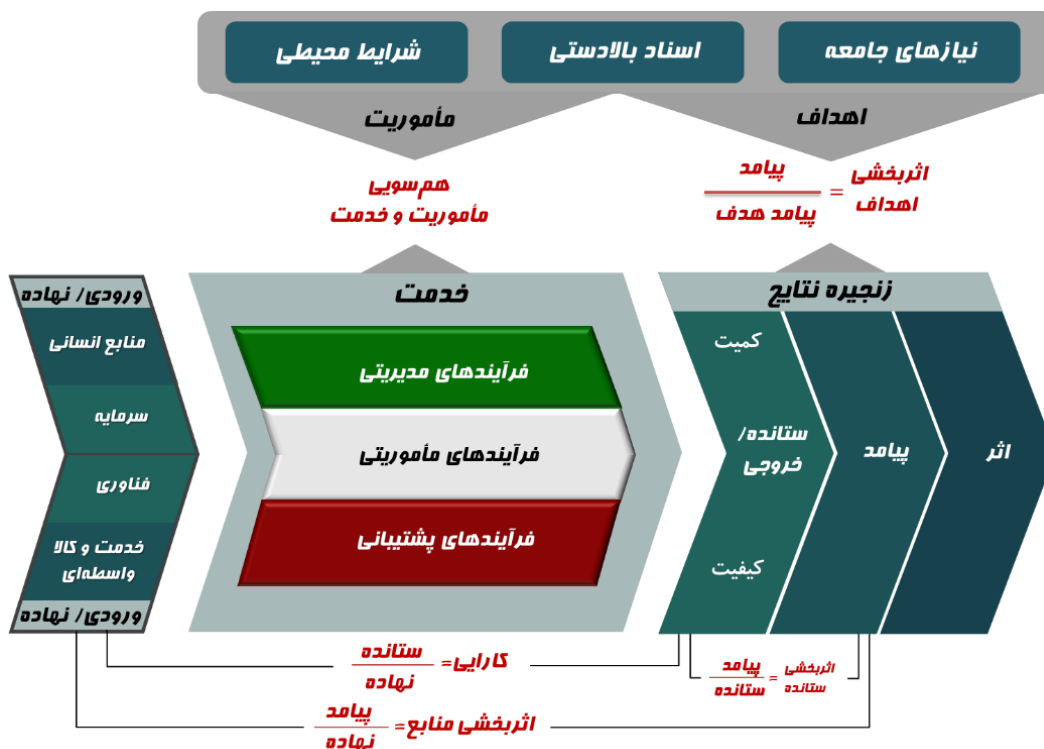 نیازهای جامعه
اسناد بالادستی
شرایط محیطی
اهداف
مأموریت
اثربخشی
اهداف
=
پیامد
پیامد هدف
هم‌سویی
مأموریت و خدمت
ورودی/ نهاده
منابع انسانی
سرمایه
فناوری
خدمت و کالا
واسطه‌ای
ورودی/ نهاده
خدمت
فرآیندهای مدیریتی
فرآیندهای مأموریتی
فرآیندهای پشتیبانی
زنجیره نتایج
کمیت
ستانده/
خروجی
کیفیت
پیامد
اثر
کارایی=
ستانده
نهاده
اثربخشی
ستانده
=
پیامد
ستانده
اثربخشی منابع=
پیامد
نهاده